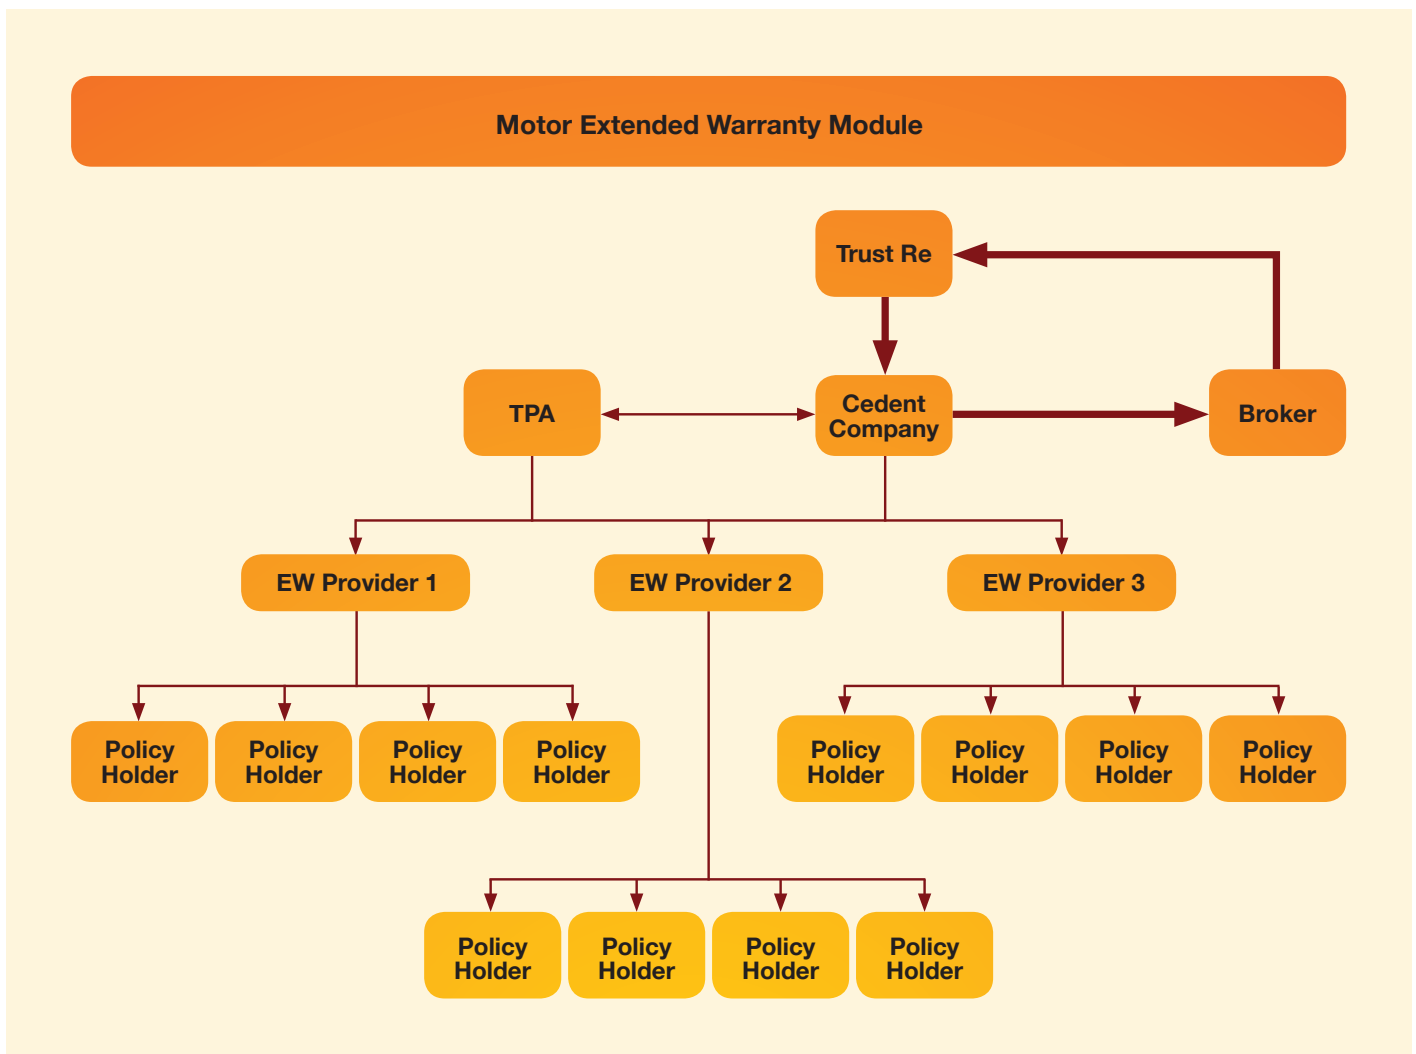 Motor Extended Warranty Module
Trust Re
TPA
Cedent
Company
Broker
EW Provider 1
EW Provider 2
EW Provider 3
Policy
Holder
Policy
Holder
Policy
Holder
Policy
Holder
Policy
Holder
Policy
Holder
Policy
Holder
Policy
Holder
Policy
Holder
Policy
Holder
Policy
Holder
Policy
Holder